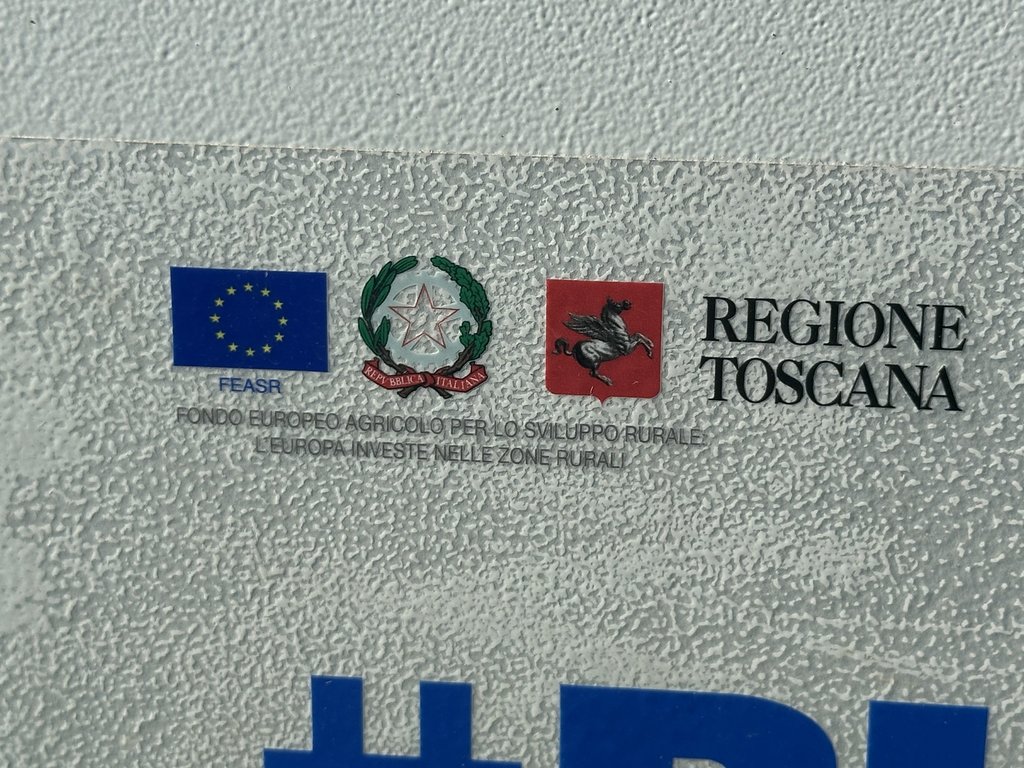 FEASR
REPVBBLICA ITALIANA
REGIONE
TOSCANA
FONDO EUROPEO AGRICOLO PER LO SVILUPPO RURALE:
L'EUROPA INVESTE NELLE ZONE RURALI